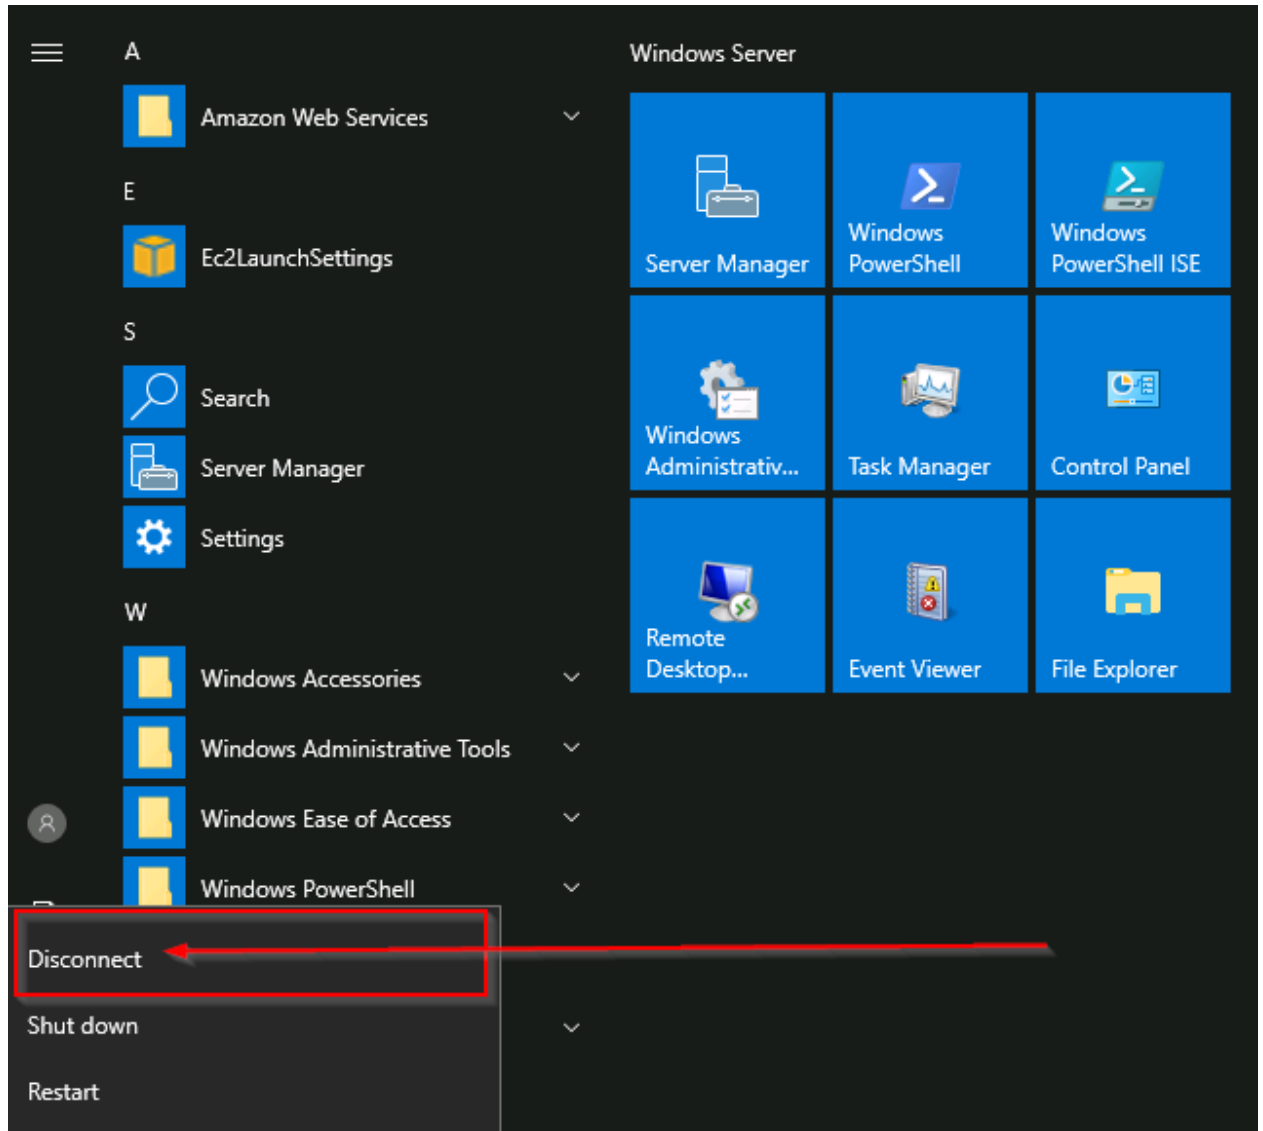 A
Amazon Web Services
E
Ec2LaunchSettings
S
Search
Server Manager
Settings
W
Windows Accessories
Windows Administrative Tools
Windows Ease of Access
Windows PowerShell
Disconnect
Shut down
Restart
Windows Server
Server Manager
Windows
PowerShell
Windows
PowerShell ISE
Windows
Administrativ...
Task Manager
Control Panel
Remote
Desktop...
Event Viewer
File Explorer